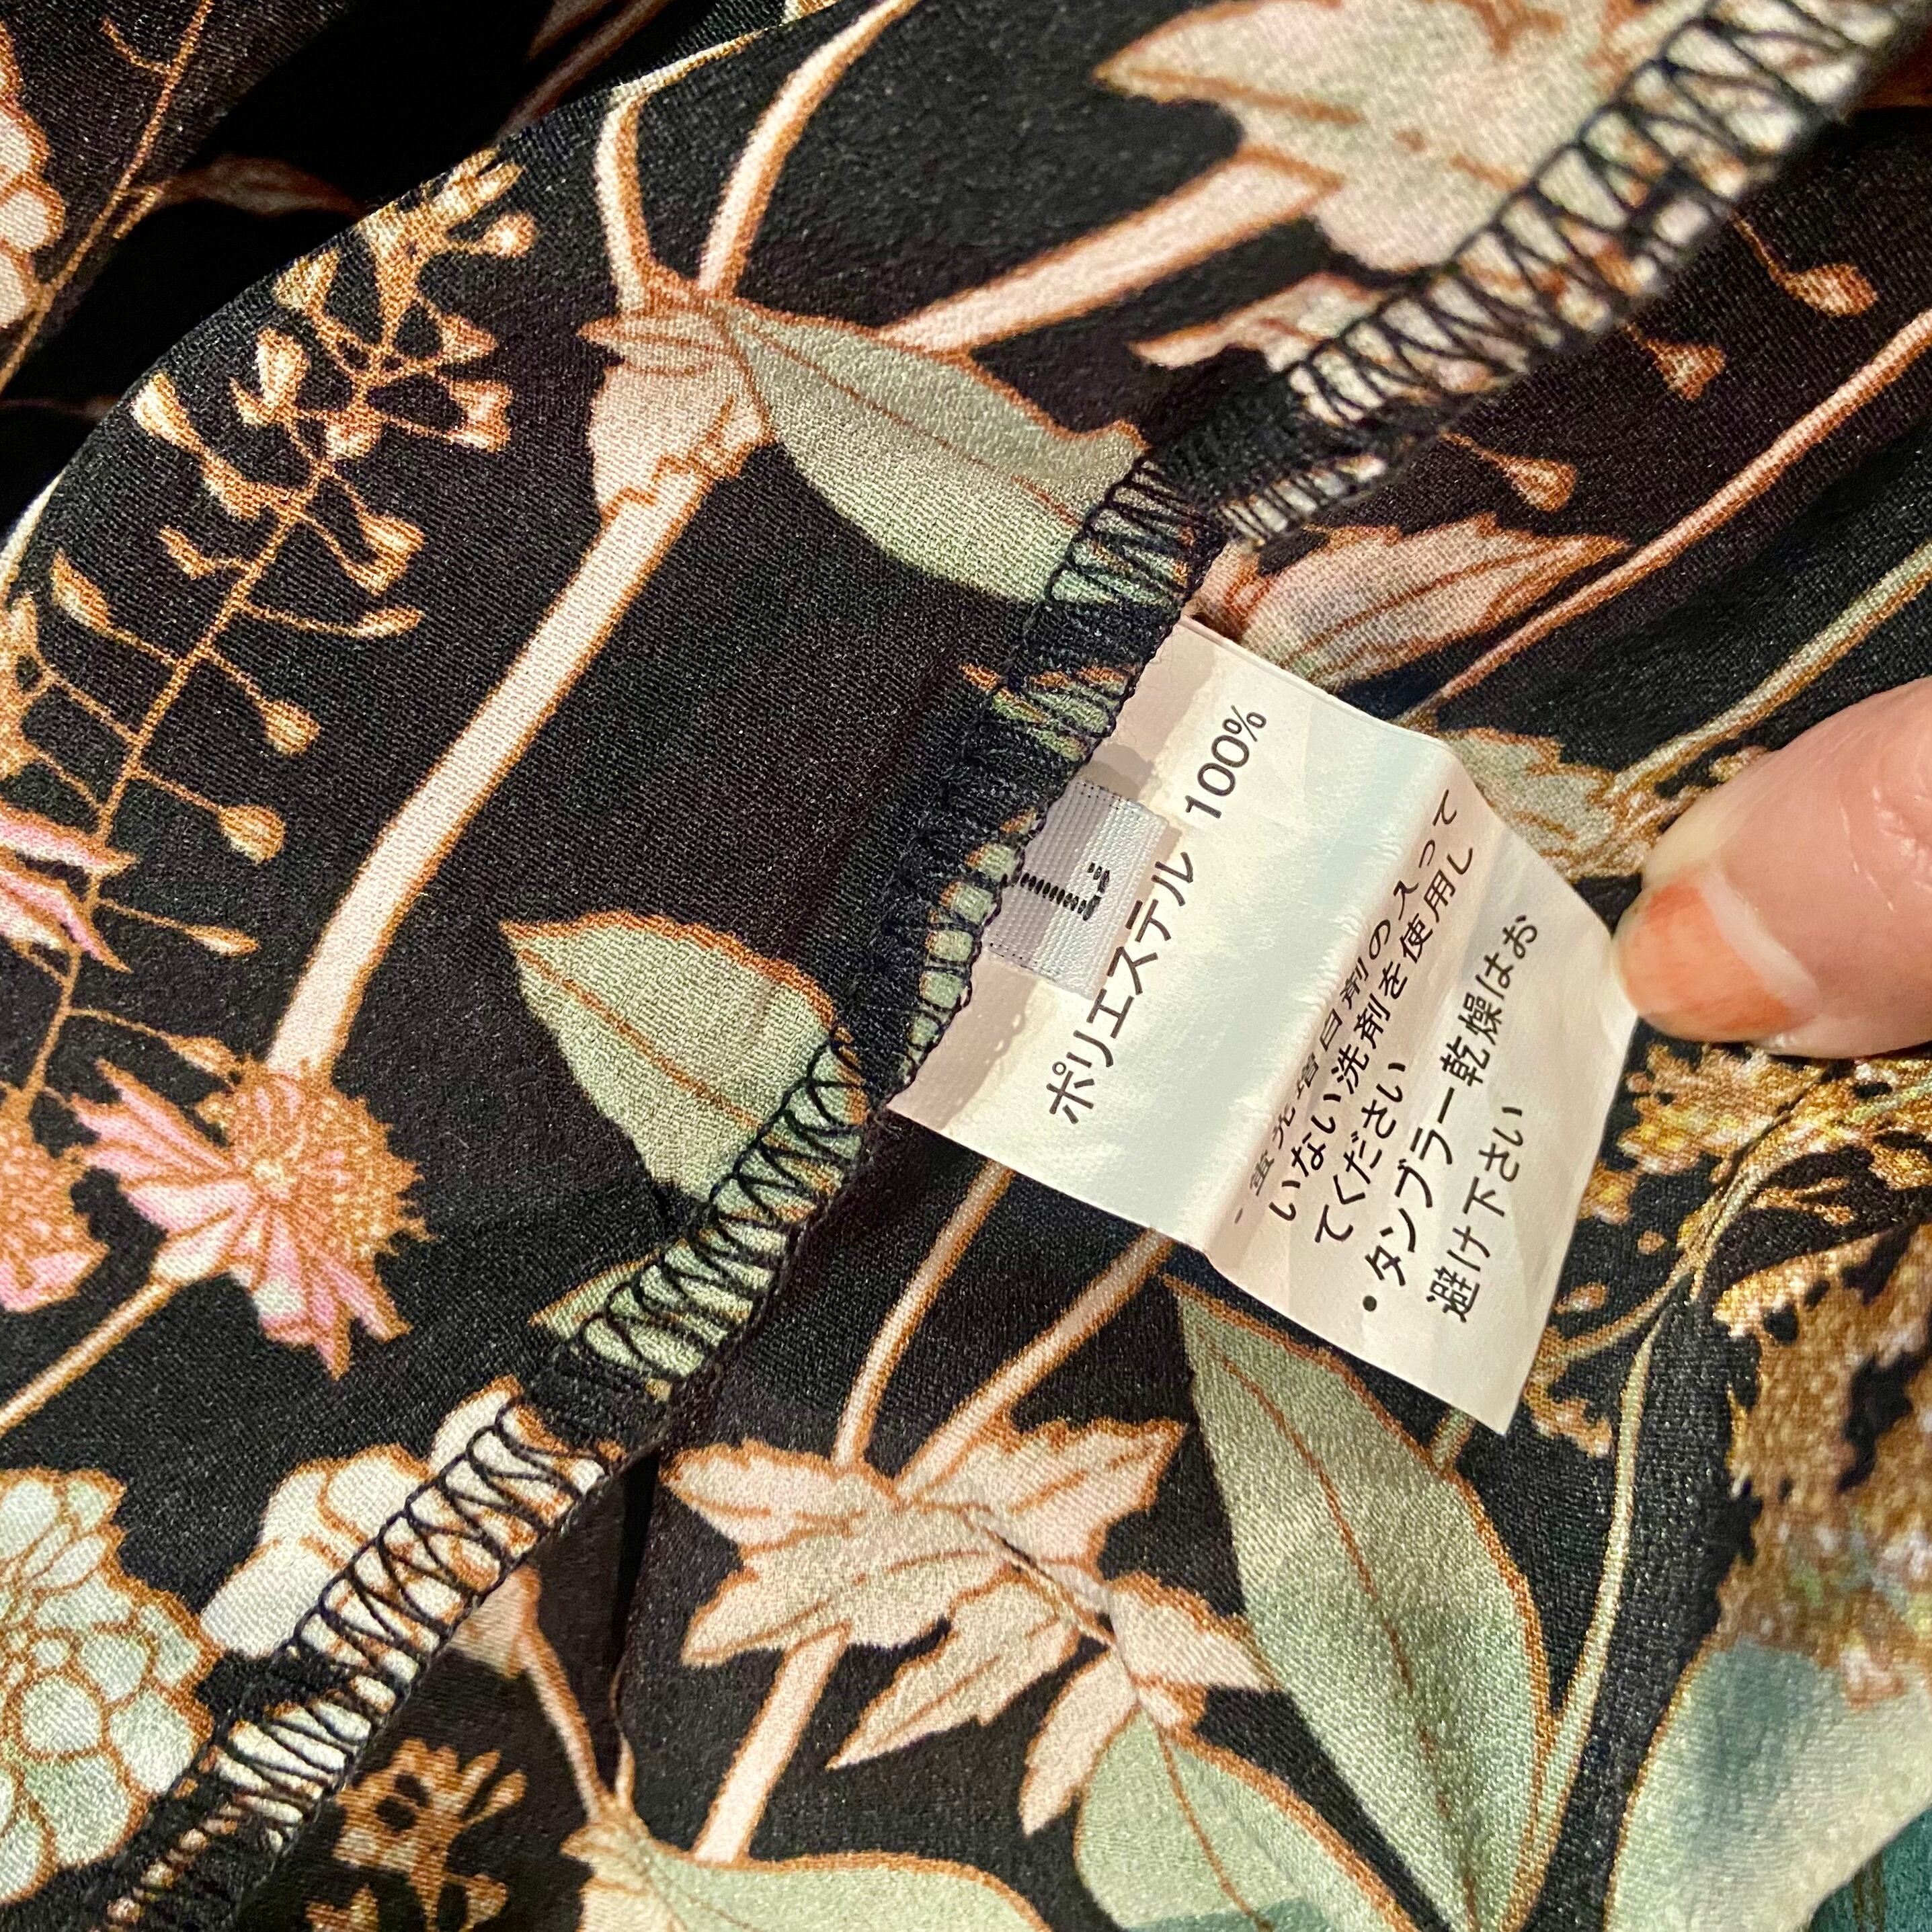 L
ポリエステル 100%
・蛍光増白剤の入って
いない洗剤を使用し
てください
・タンブラー乾燥はお
避け下さい